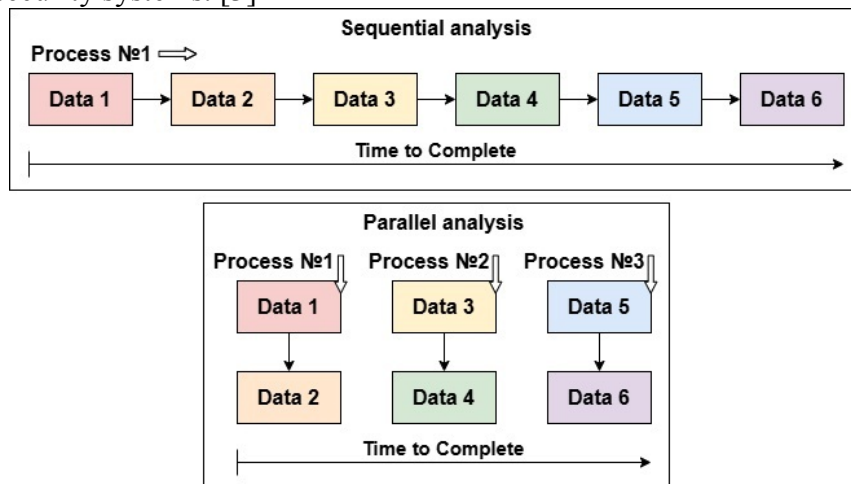 Sequential analysis
Process №1
Data 1 Data 2 Data 3 Data 4 Data 5 Data 6
Time to Complete
Parallel analysis
Process №1 Process №2 Process №3
Data 1 Data 3 Data 5
Data 2 Data 4 Data 6
Time to Complete